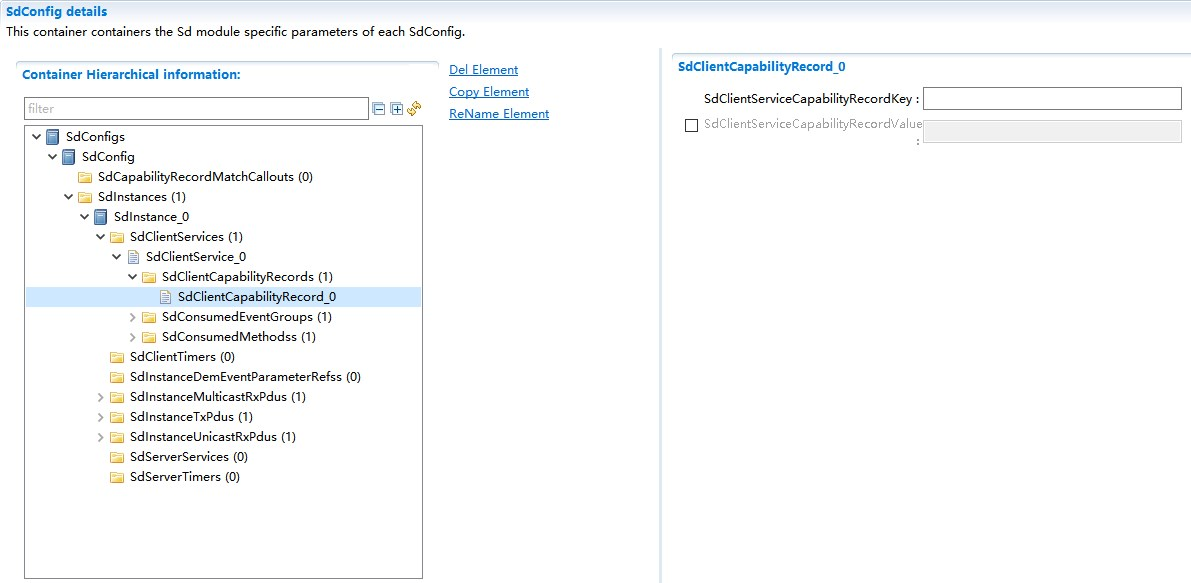 SdConfig details
This container containers the Sd module specific parameters of each SdConfig.
Container Hierarchical information:
filter
SdConfigs
SdConfig
SdCapabilityRecordMatchCallouts (0)
SdInstances (1)
SdInstance_0
SdClientServices (1)
SdClientService_0
SdClientCapabilityRecords (1)
SdClientCapabilityRecord_0
SdConsumedEventGroups (1)
SdConsumedMethodss (1)
SdClientTimers (0)
SdInstanceDemEventParameterRefss (0)
SdInstanceMulticastRxPdus (1)
SdInstanceTxPdus (1)
SdInstanceUnicastRxPdus (1)
SdServerServices (0)
SdServerTimers (0)
Del Element
Copy Element
ReName Element
SdClientCapabilityRecord_0
SdClientServiceCapabilityRecordKey :
SdClientServiceCapabilityRecordValue
: